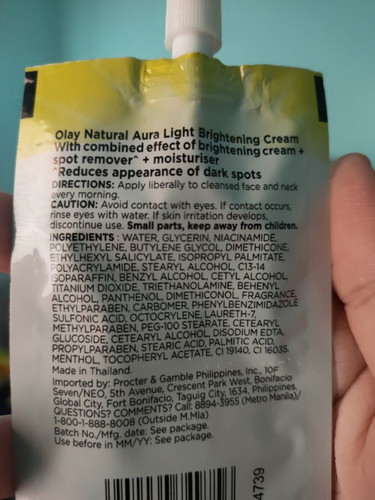 Olay Natural Aura Light Brightening Cream
With combined effect of brightening cream +
spot remover^ + moisturiser
^Reduces appearance of dark spots
DIRECTIONS: Apply liberally to cleansed face and neck
every morning.
CAUTION: Avoid contact with eyes. If contact occurs,
rinse eyes with water. If skin irritation develops,
discontinue use. Small parts, keep away from children.
INGREDIENTS : WATER, GLYCERIN, NIACINAMIDE,
POLYETHYLENE, BUTYLENE GLYCOL, DIMETHICONE,
ETHYLHEXYL SALICYLATE, ISOPROPYL PALMITATE,
POLYACRYLAMIDE, STEARYL ALCOHOL, C13-14
ISOPARAFFIN, BENZYL ALCOHOL, CETYL ALCOHOL,
TITANIUM DIOXIDE, TRIETHANOLAMINE, BEHENYL
ALCOHOL, PANTHENOL, DIMETHICONOL, FRAGRANCE,
ETHYLPARABEN, CARBOMER, PHENYLBENZIMIDAZOLE
SULFONIC ACID, OCTOCRYLENE, LAURETH-7,
METHYLPARABEN, PEG-100 STEARATE, CETEARYL
GLUCOSIDE, CETEARYL ALCOHOL, DISODIUM EDTA,
PROPYLPARABEN, STEARIC ACID, PALMITIC ACID,
MENTHOL, TOCOPHERYL ACETATE, CI 19140, CI 16035.
Made in Thailand.
Imported by: Procter & Gamble Philippines, Inc., 10F
Seven/NEO, 5th Avenue, Crescent Park West, Bonifacio
Global City, Fort Bonifacio, Taguig City, 1634, Philippines,
QUESTIONS? COMMENTS? Call: 8894-3955 (Metro Manila)/
1-800-1-888-8008 (Outside M.Mla)
Batch No./Mfg. date: See package.
Use before in MM/YY: See package.
4739